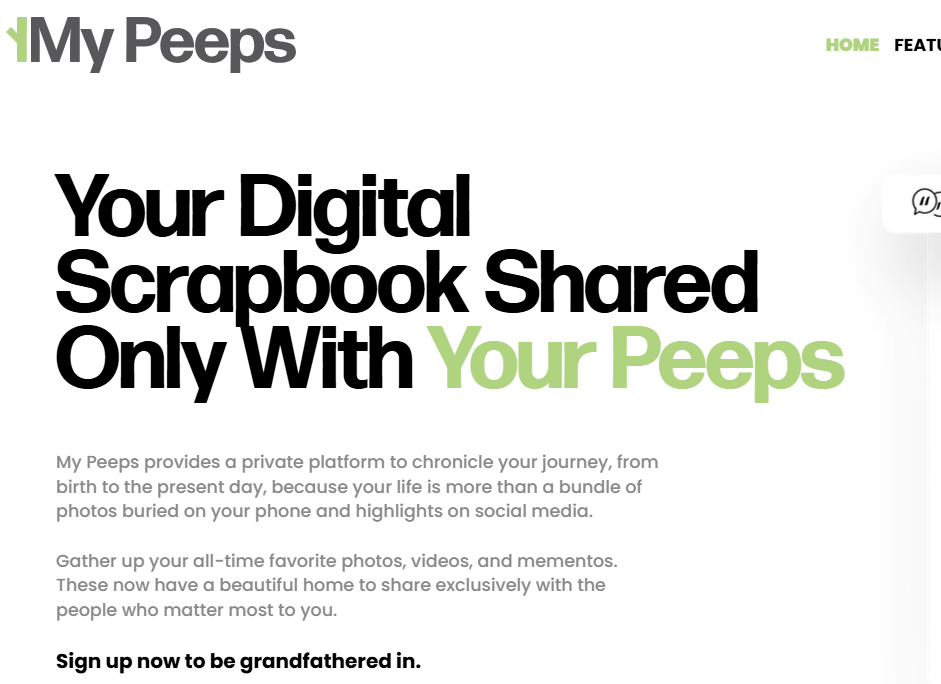 My Peeps
HOME FEATU
Your Digital
Scrapbook Shared
Only With Your Peeps
My Peeps provides a private platform to chronicle your journey, from
birth to the present day, because your life is more than a bundle of
photos buried on your phone and highlights on social media.
Gather up your all-time favorite photos, videos, and mementos.
These now have a beautiful home to share exclusively with the
people who matter most to you.
Sign up now to be grandfathered in.